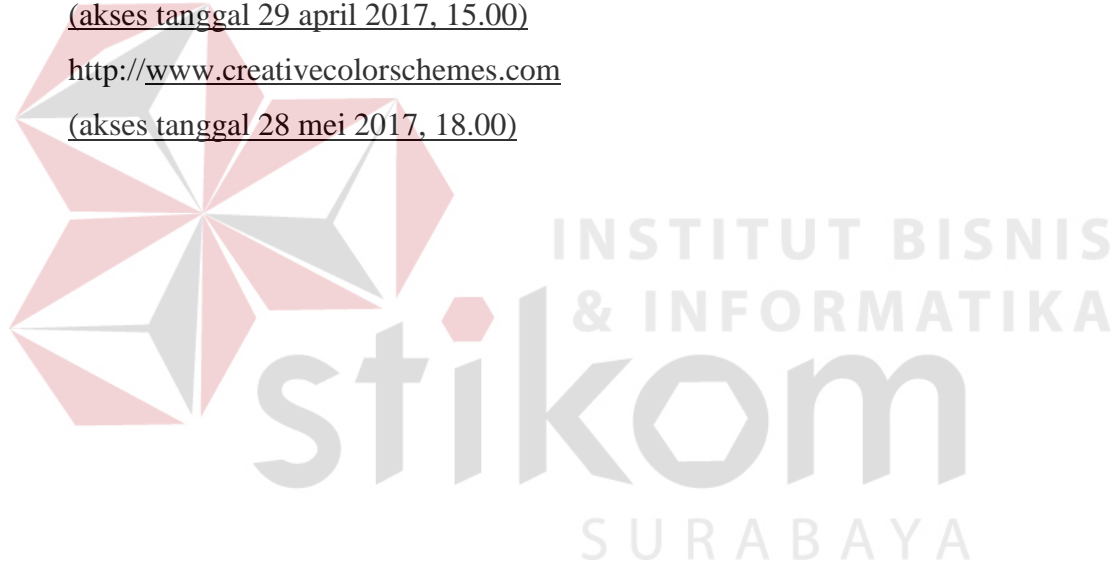 (akses tanggal 29 april 2017, 15.00)
http://www.creativecolorschemes.com
(akses tanggal 28 mei 2017, 18.00)
INSTITUT BISNIS
& INFORMATIKA
stikom
SURABAYA